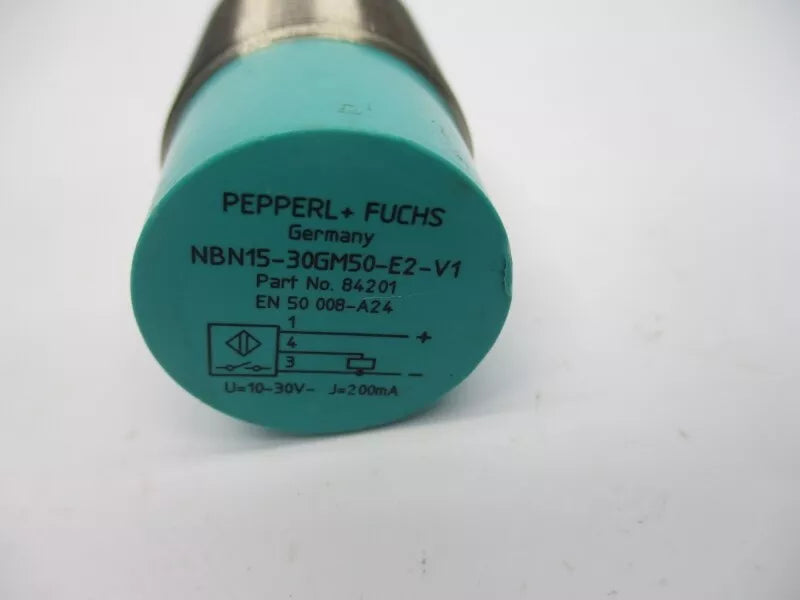 PEPPERL+ FUCHS
Germany
NBN15-30GM50-E2-V1
Part No. 84201
EN 50 008-A24
1
+
4
3
-
U=10-30V- J=200mA